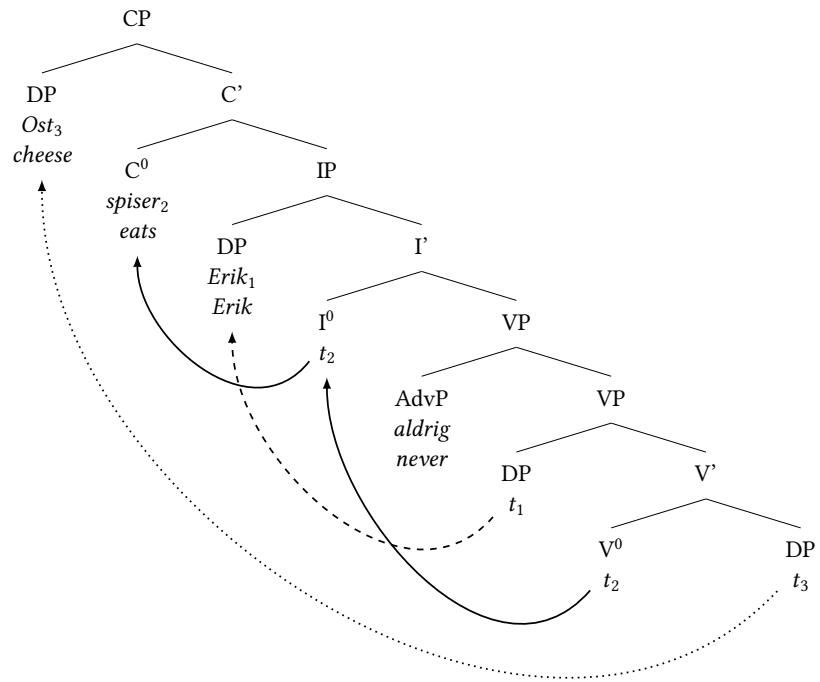 CP
DP C’
Ost₃
cheese
C⁰ IP
spiser₂
eats
DP I’
Erik₁
Erik
I⁰ VP
t₂
AdvP VP
aldrig
never
DP V’
t₁
V⁰ DP
t₂ t₃